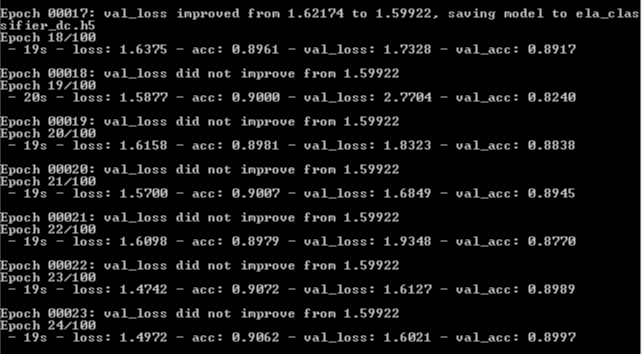 Epoch 00017: val_loss improved from 1.62174 to 1.59922, saving model to ela_clas
sifier_dc.h5
Epoch 18/100
- 19s - loss: 1.6375 - acc: 0.8961 - val_loss: 1.7328 - val_acc: 0.8917
Epoch 00018: val_loss did not improve from 1.59922
Epoch 19/100
- 20s - loss: 1.5877 - acc: 0.9000 - val_loss: 2.7704 - val_acc: 0.8240
Epoch 00019: val_loss did not improve from 1.59922
Epoch 20/100
- 19s - loss: 1.6158 - acc: 0.8981 - val_loss: 1.8323 - val_acc: 0.8838
Epoch 00020: val_loss did not improve from 1.59922
Epoch 21/100
- 19s - loss: 1.5700 - acc: 0.9007 - val_loss: 1.6849 - val_acc: 0.8945
Epoch 00021: val_loss did not improve from 1.59922
Epoch 22/100
- 19s - loss: 1.6098 - acc: 0.8979 - val_loss: 1.9348 - val_acc: 0.8770
Epoch 00022: val_loss did not improve from 1.59922
Epoch 23/100
- 19s - loss: 1.4742 - acc: 0.9072 - val_loss: 1.6127 - val_acc: 0.8989
Epoch 00023: val_loss did not improve from 1.59922
Epoch 24/100
- 19s - loss: 1.4972 - acc: 0.9062 - val_loss: 1.6021 - val_acc: 0.8997